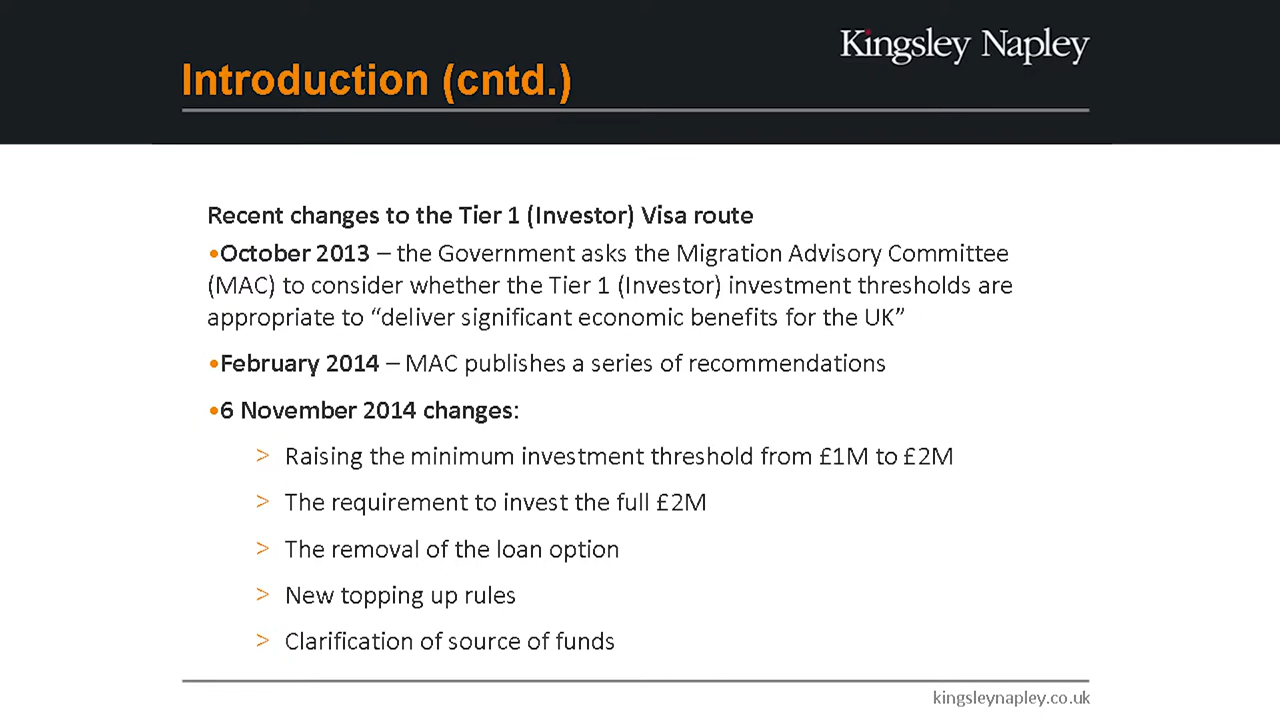 Kingsley Napley
Introduction (cntd.)
Recent changes to the Tier 1 (Investor) Visa route
•October 2013 – the Government asks the Migration Advisory Committee
(MAC) to consider whether the Tier 1 (Investor) investment thresholds are
appropriate to “deliver significant economic benefits for the UK”
•February 2014 – MAC publishes a series of recommendations
•6 November 2014 changes:
> Raising the minimum investment threshold from £1M to £2M
> The requirement to invest the full £2M
> The removal of the loan option
> New topping up rules
> Clarification of source of funds
kingsleynapley.co.uk